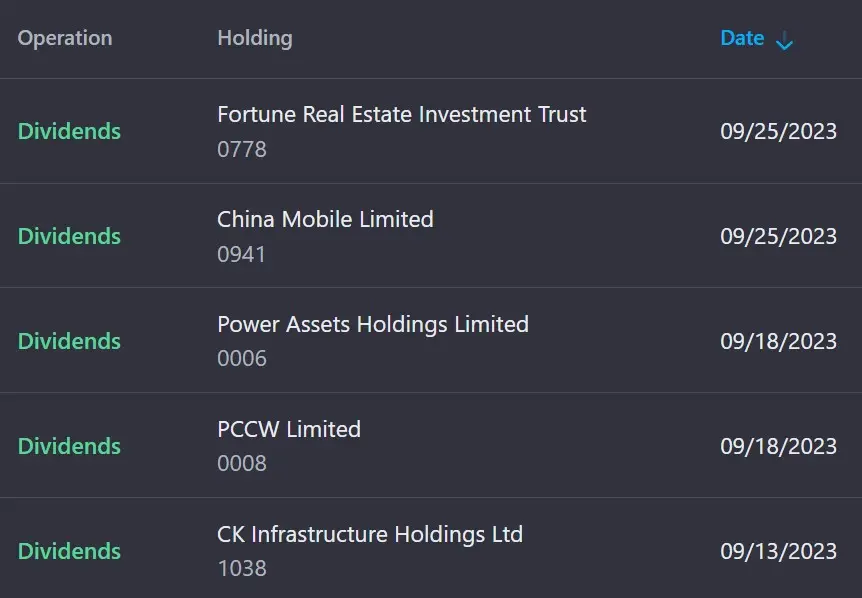 Operation Holding Date
Fortune Real Estate Investment Trust
Dividends 09/25/2023
0778
China Mobile Limited
Dividends 09/25/2023
0941
Power Assets Holdings Limited
Dividends 09/18/2023
0006
PCCW Limited
Dividends 09/18/2023
0008
CK Infrastructure Holdings Ltd
Dividends 09/13/2023
1038